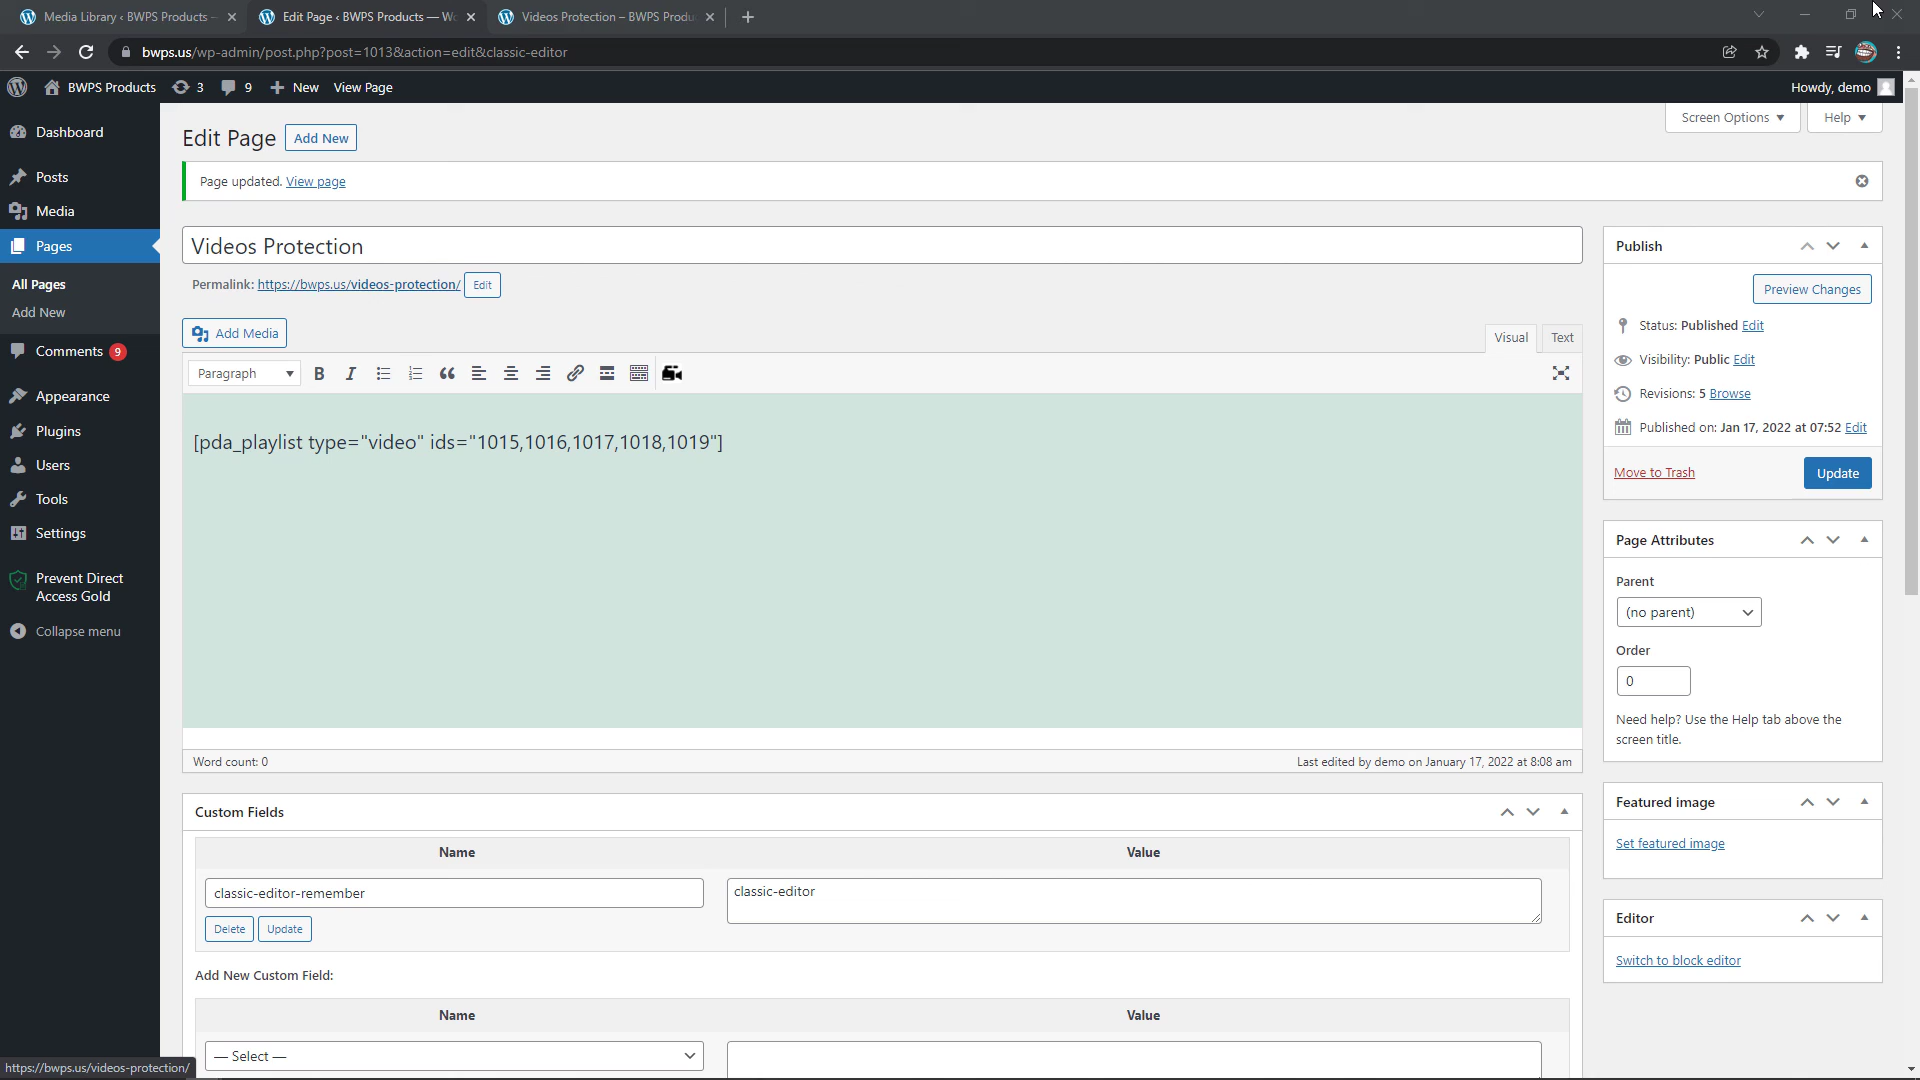 Media Library ‹ BWPS Products –
Edit Page ‹ BWPS Products — Wo
Videos Protection – BWPS Produ
bwps.us/wp-admin/post.php?post=1013&action=edit&classic-editor
BWPS Products
3
9
New
View Page
Howdy, demo
Dashboard
Posts
Media
Pages
All Pages
Add New
Comments 9
Appearance
Plugins
Users
Tools
Settings
Prevent Direct
Access Gold
Collapse menu
Screen Options
Help
Edit Page
Add New
Page updated. View page
Videos Protection
Permalink: https://bwps.us/videos-protection/ Edit
Add Media
Visual
Text
Paragraph
[pda_playlist type="video" ids="1015,1016,1017,1018,1019"]
Word count: 0
Last edited by demo on January 17, 2022 at 8:08 am
Custom Fields
Name
Value
classic-editor-remember
classic-editor
Delete
Update
Add New Custom Field:
Name
Value
— Select —
Publish
Preview Changes
Status: Published Edit
Visibility: Public Edit
Revisions: 5 Browse
Published on: Jan 17, 2022 at 07:52 Edit
Move to Trash
Update
Page Attributes
Parent
(no parent)
Order
0
Need help? Use the Help tab above the
screen title.
Featured image
Set featured image
Editor
Switch to block editor
https://bwps.us/videos-protection/